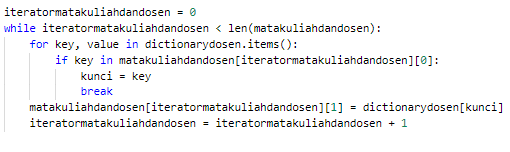 iteratormatakuliahdandosen = 0
while iteratormatakuliahdandosen < len(matakuliahdandosen):
    for key, value in dictionarydosen.items():
        if key in matakuliahdandosen[iteratormatakuliahdandosen][0]:
            kunci = key
            break
    matakuliahdandosen[iteratormatakuliahdandosen][1] = dictionarydosen[kunci]
    iteratormatakuliahdandosen = iteratormatakuliahdandosen + 1